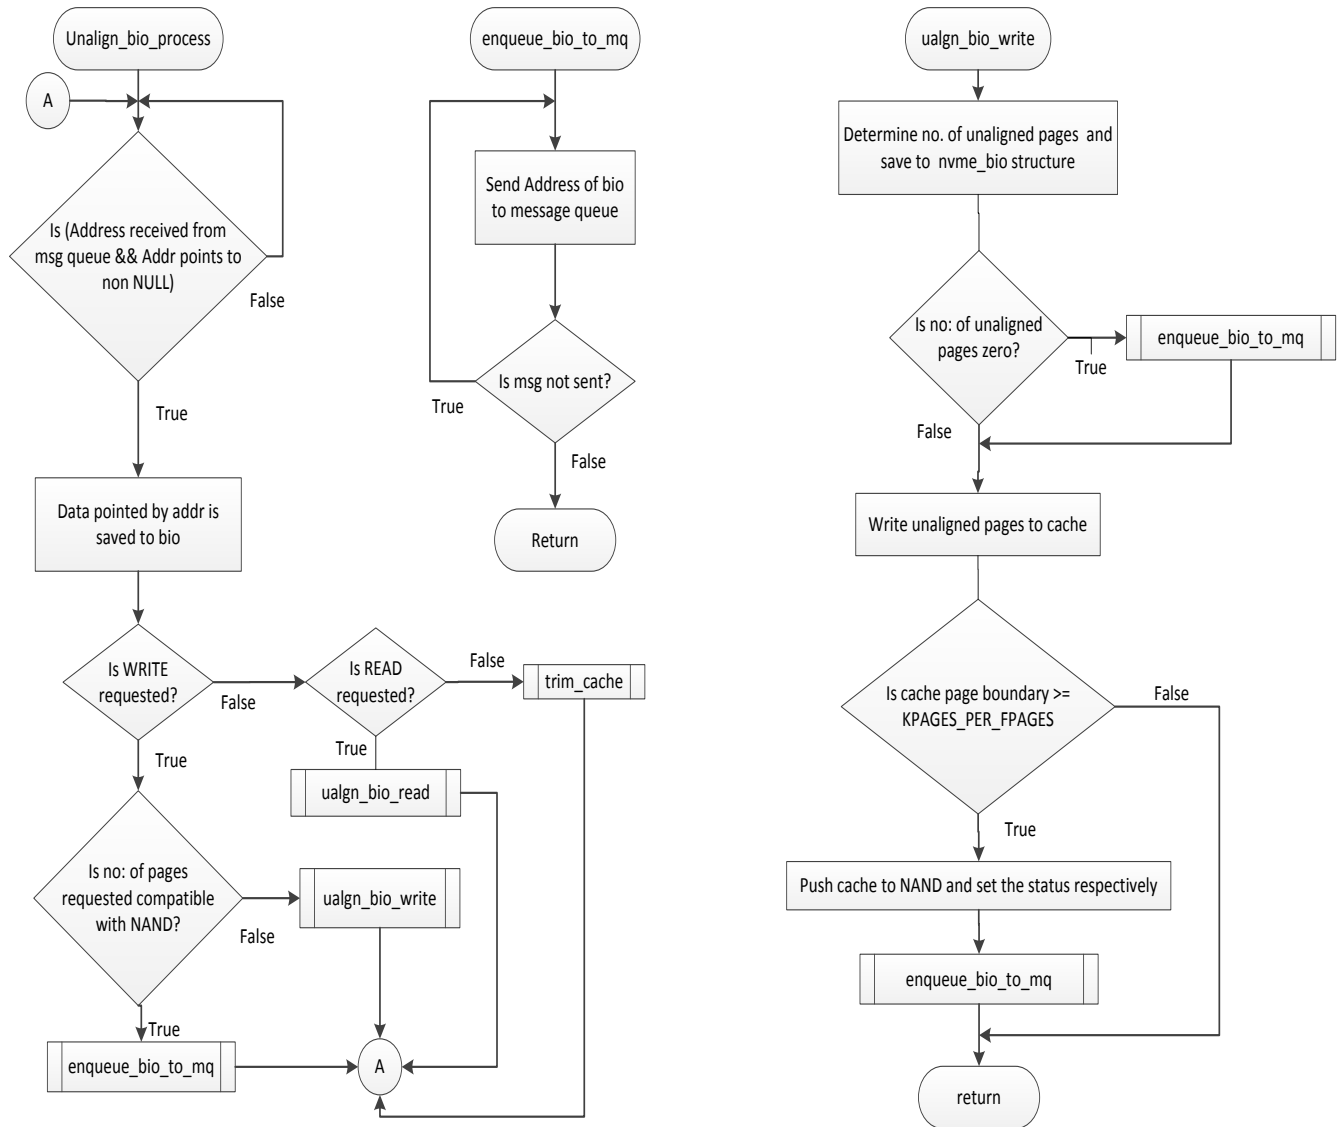 Unalign_bio_process
A
Is (Address received from
msg queue && Addr points to
non NULL)
False
True
Data pointed by addr is
saved to bio
Is WRITE
requested?
False
Is READ
requested?
False
trim_cache
True
ualgn_bio_read
True
Is no: of pages
requested compatible
with NAND?
False
ualgn_bio_write
True
enqueue_bio_to_mq
A
enqueue_bio_to_mq
Send Address of bio
to message queue
Is msg not sent?
True
False
Return
ualgn_bio_write
Determine no. of unaligned pages and
save to nvme_bio structure
Is no: of unaligned
pages zero?
True
enqueue_bio_to_mq
False
Write unaligned pages to cache
Is cache page boundary >=
KPAGES_PER_FPAGES
False
True
Push cache to NAND and set the status respectively
enqueue_bio_to_mq
return